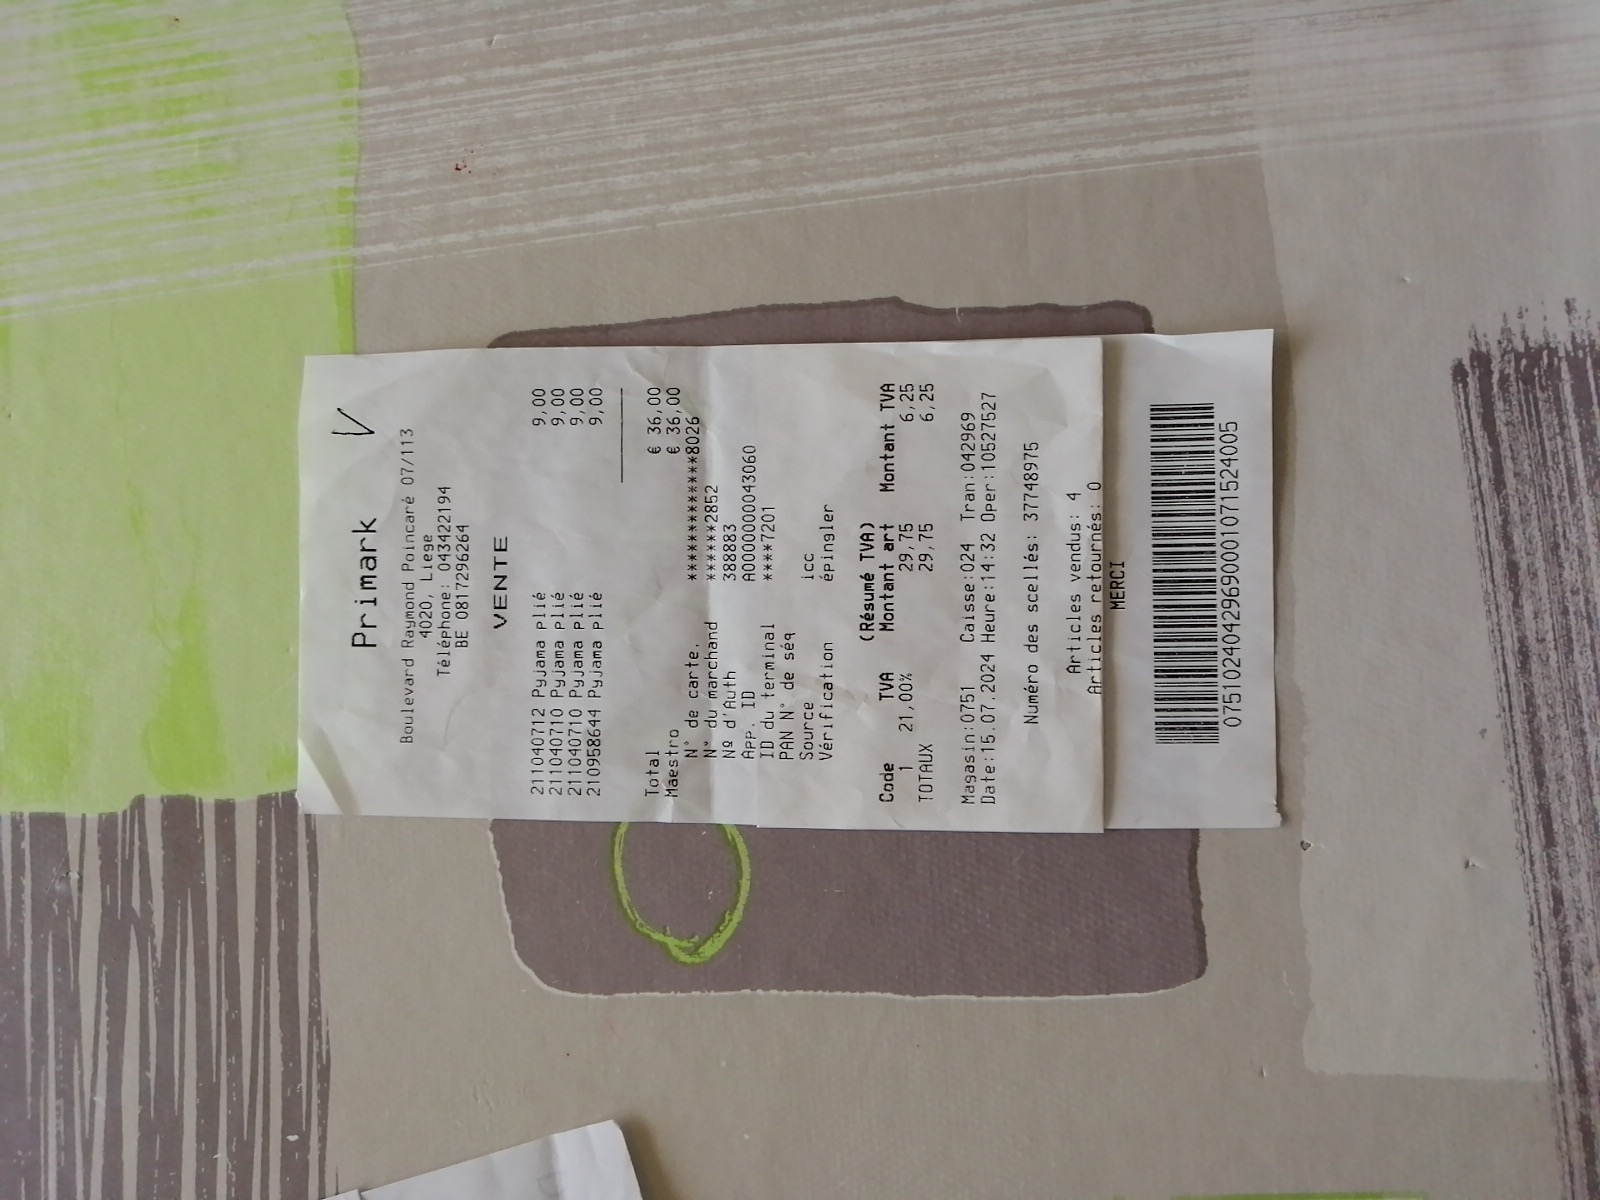 Primark
V
Boulevard Raymond Poincaré 07/113
4020, Liege
Téléphone: 043422194
BE 0817296264
VENTE
211040712 Pyjama plié 9,00
211040710 Pyjama plié 9,00
211040710 Pyjama plié 9,00
210958644 Pyjama plié 9,00
Total € 36,00
Maestro € 36,00
N° de carte. *************8026
N° du marchand ******2852
Nº d'Auth 388883
App. ID A0000000043060
ID du terminal ****7201
PAN N° de séq
Source icc
Vérification épingler
(Résumé TVA)
Code TVA Montant art Montant TVA
1 21,00% 29,75 6,25
TOTAUX 29,75 6,25
Magasin:0751 Caisse:024 Tran:042969
Date:15.07.2024 Heure:14:32 Oper:10527527
Numéro des scellés: 37748975
Articles vendus: 4
Articles retournés: 0
MERCI
07510240429690001071524005